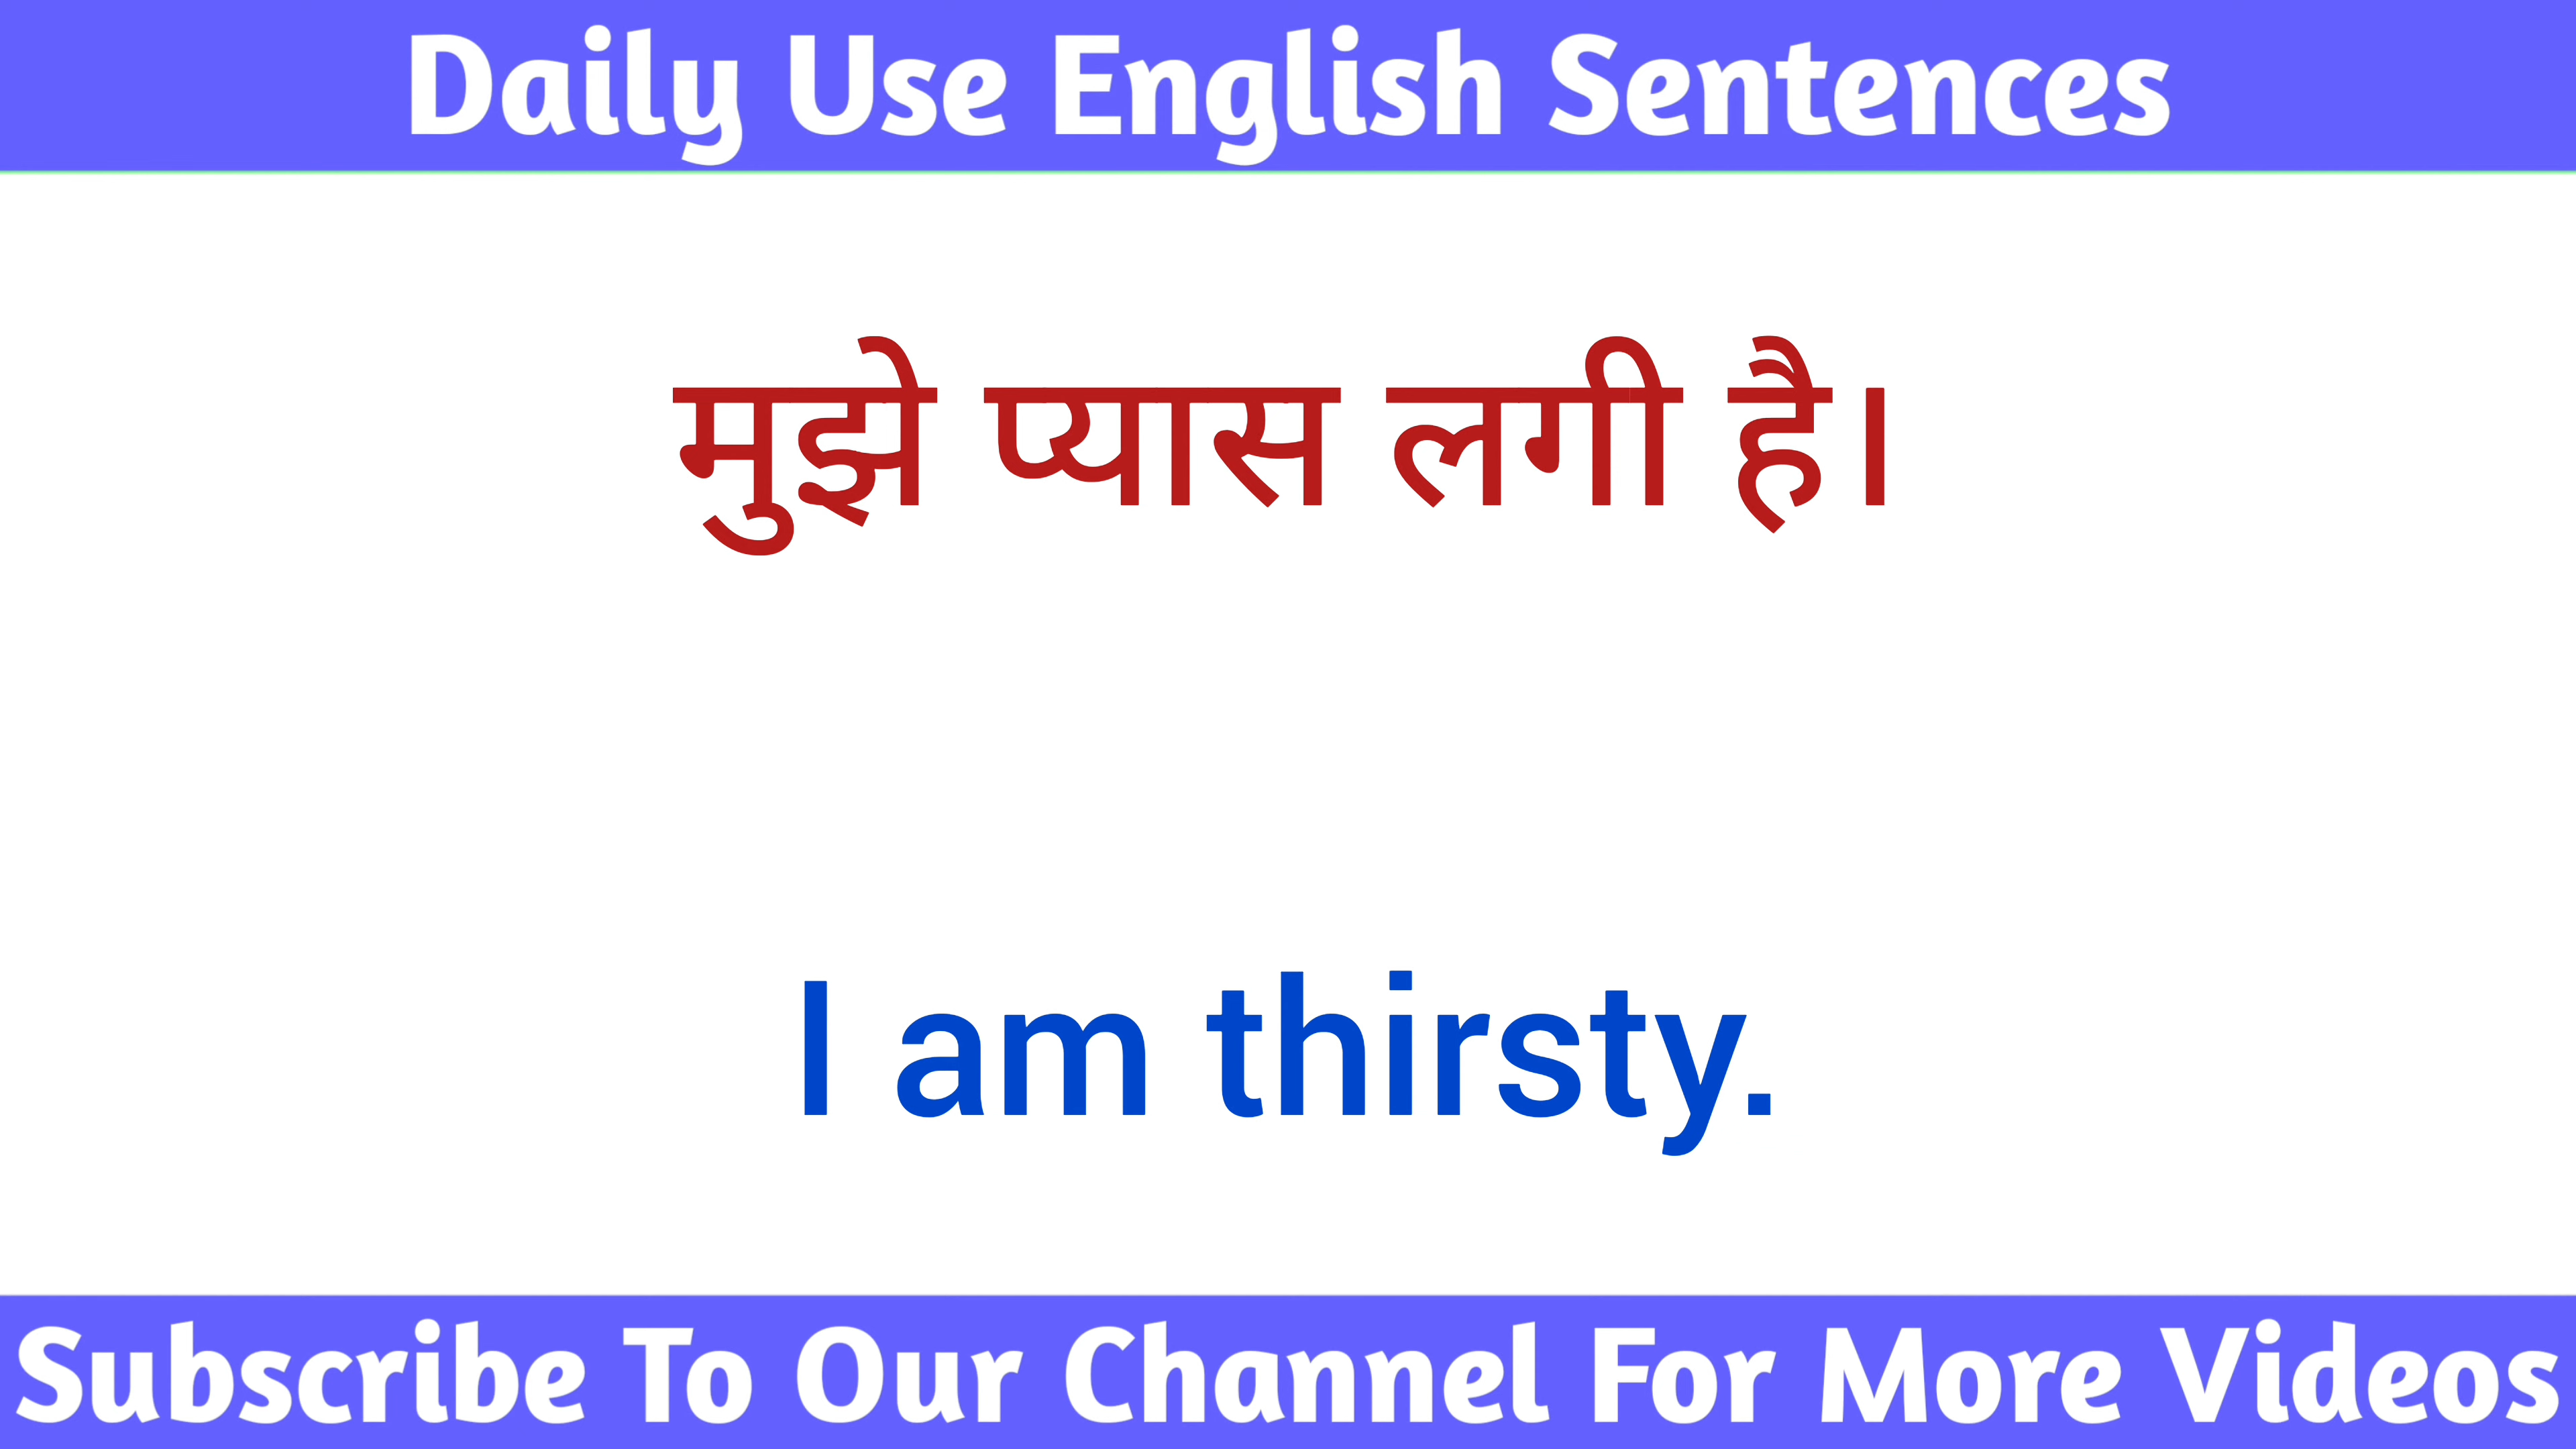 Daily Use English Sentences
मुझे प्यास लगी है।
I am thirsty.
Subscribe To Our Channel For More Videos